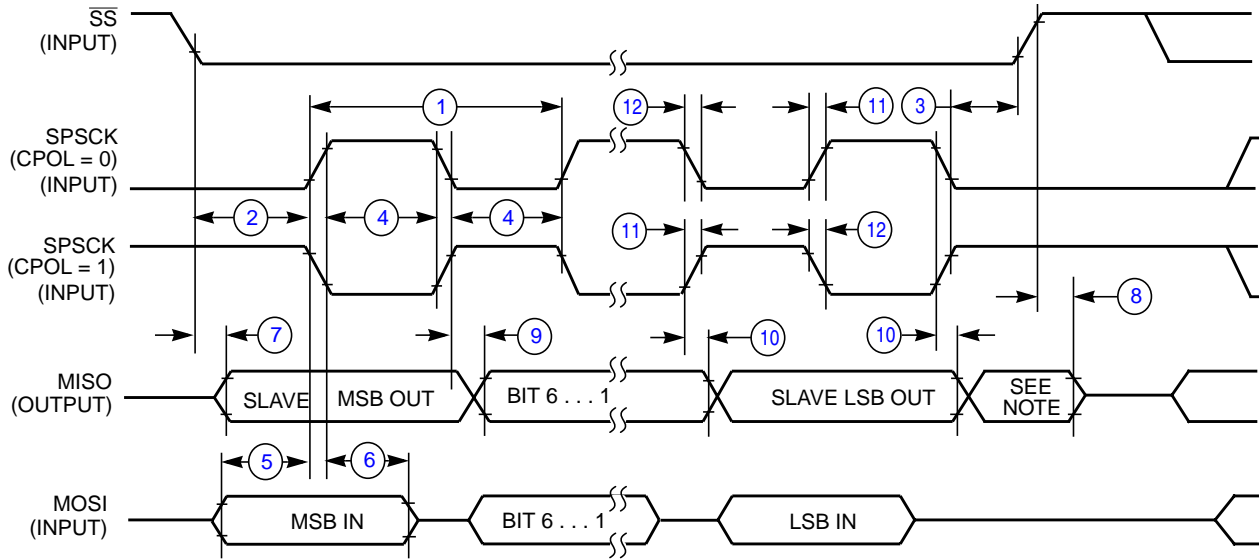 SS
(INPUT)
1
12
11
3
SPSCK
(CPOL = 0)
(INPUT)
2
4
4
11
12
SPSCK
(CPOL = 1)
(INPUT)
7
9
10
10
8
MISO
(OUTPUT)
SLAVE MSB OUT
BIT 6 . . . 1
SLAVE LSB OUT
SEE
NOTE
5
6
MOSI
(INPUT)
MSB IN
BIT 6 . . . 1
LSB IN